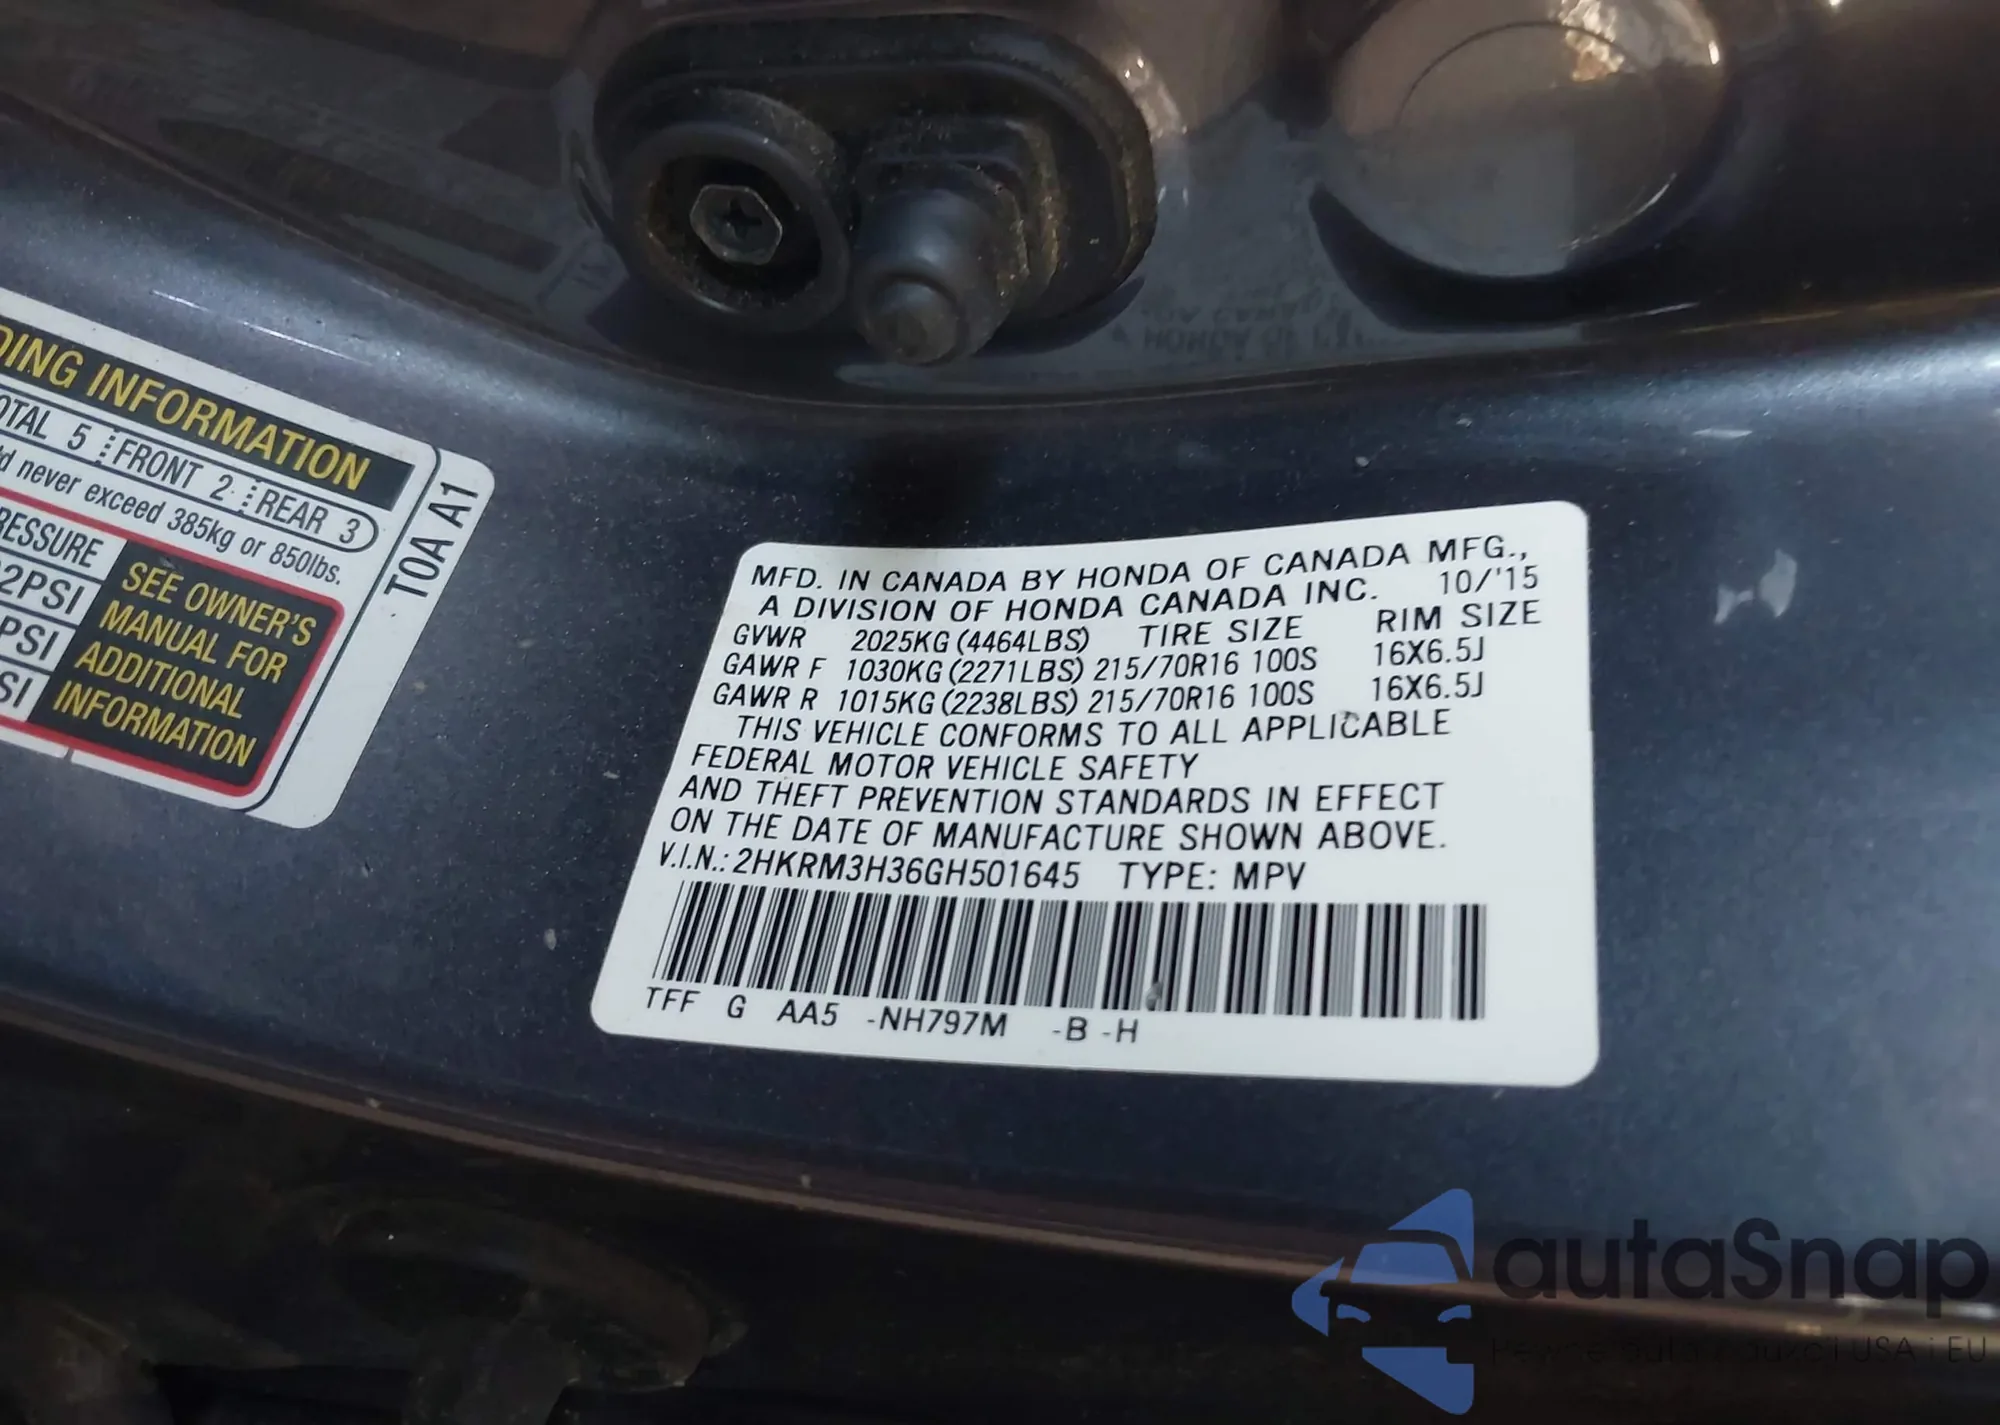 DING INFORMATION
OTAL 5 FRONT 2 REAR 3
d never exceed 385kg or 850lbs.
RESSURE
2PSI
PSI
SI
SEE OWNER'S
MANUAL FOR
ADDITIONAL
INFORMATION
T0A A1
MFD. IN CANADA BY HONDA OF CANADA MFG.,
A DIVISION OF HONDA CANADA INC. 10/'15
GVWR 2025KG (4464LBS) TIRE SIZE RIM SIZE
GAWR F 1030KG (2271LBS) 215/70R16 100S 16X6.5J
GAWR R 1015KG (2238LBS) 215/70R16 100S 16X6.5J
THIS VEHICLE CONFORMS TO ALL APPLICABLE
FEDERAL MOTOR VEHICLE SAFETY
AND THEFT PREVENTION STANDARDS IN EFFECT
ON THE DATE OF MANUFACTURE SHOWN ABOVE.
V.I.N.: 2HKRM3H36GH501645 TYPE: MPV
TFF G AA5 -NH797M -B -H
autaSnap
USA i EU